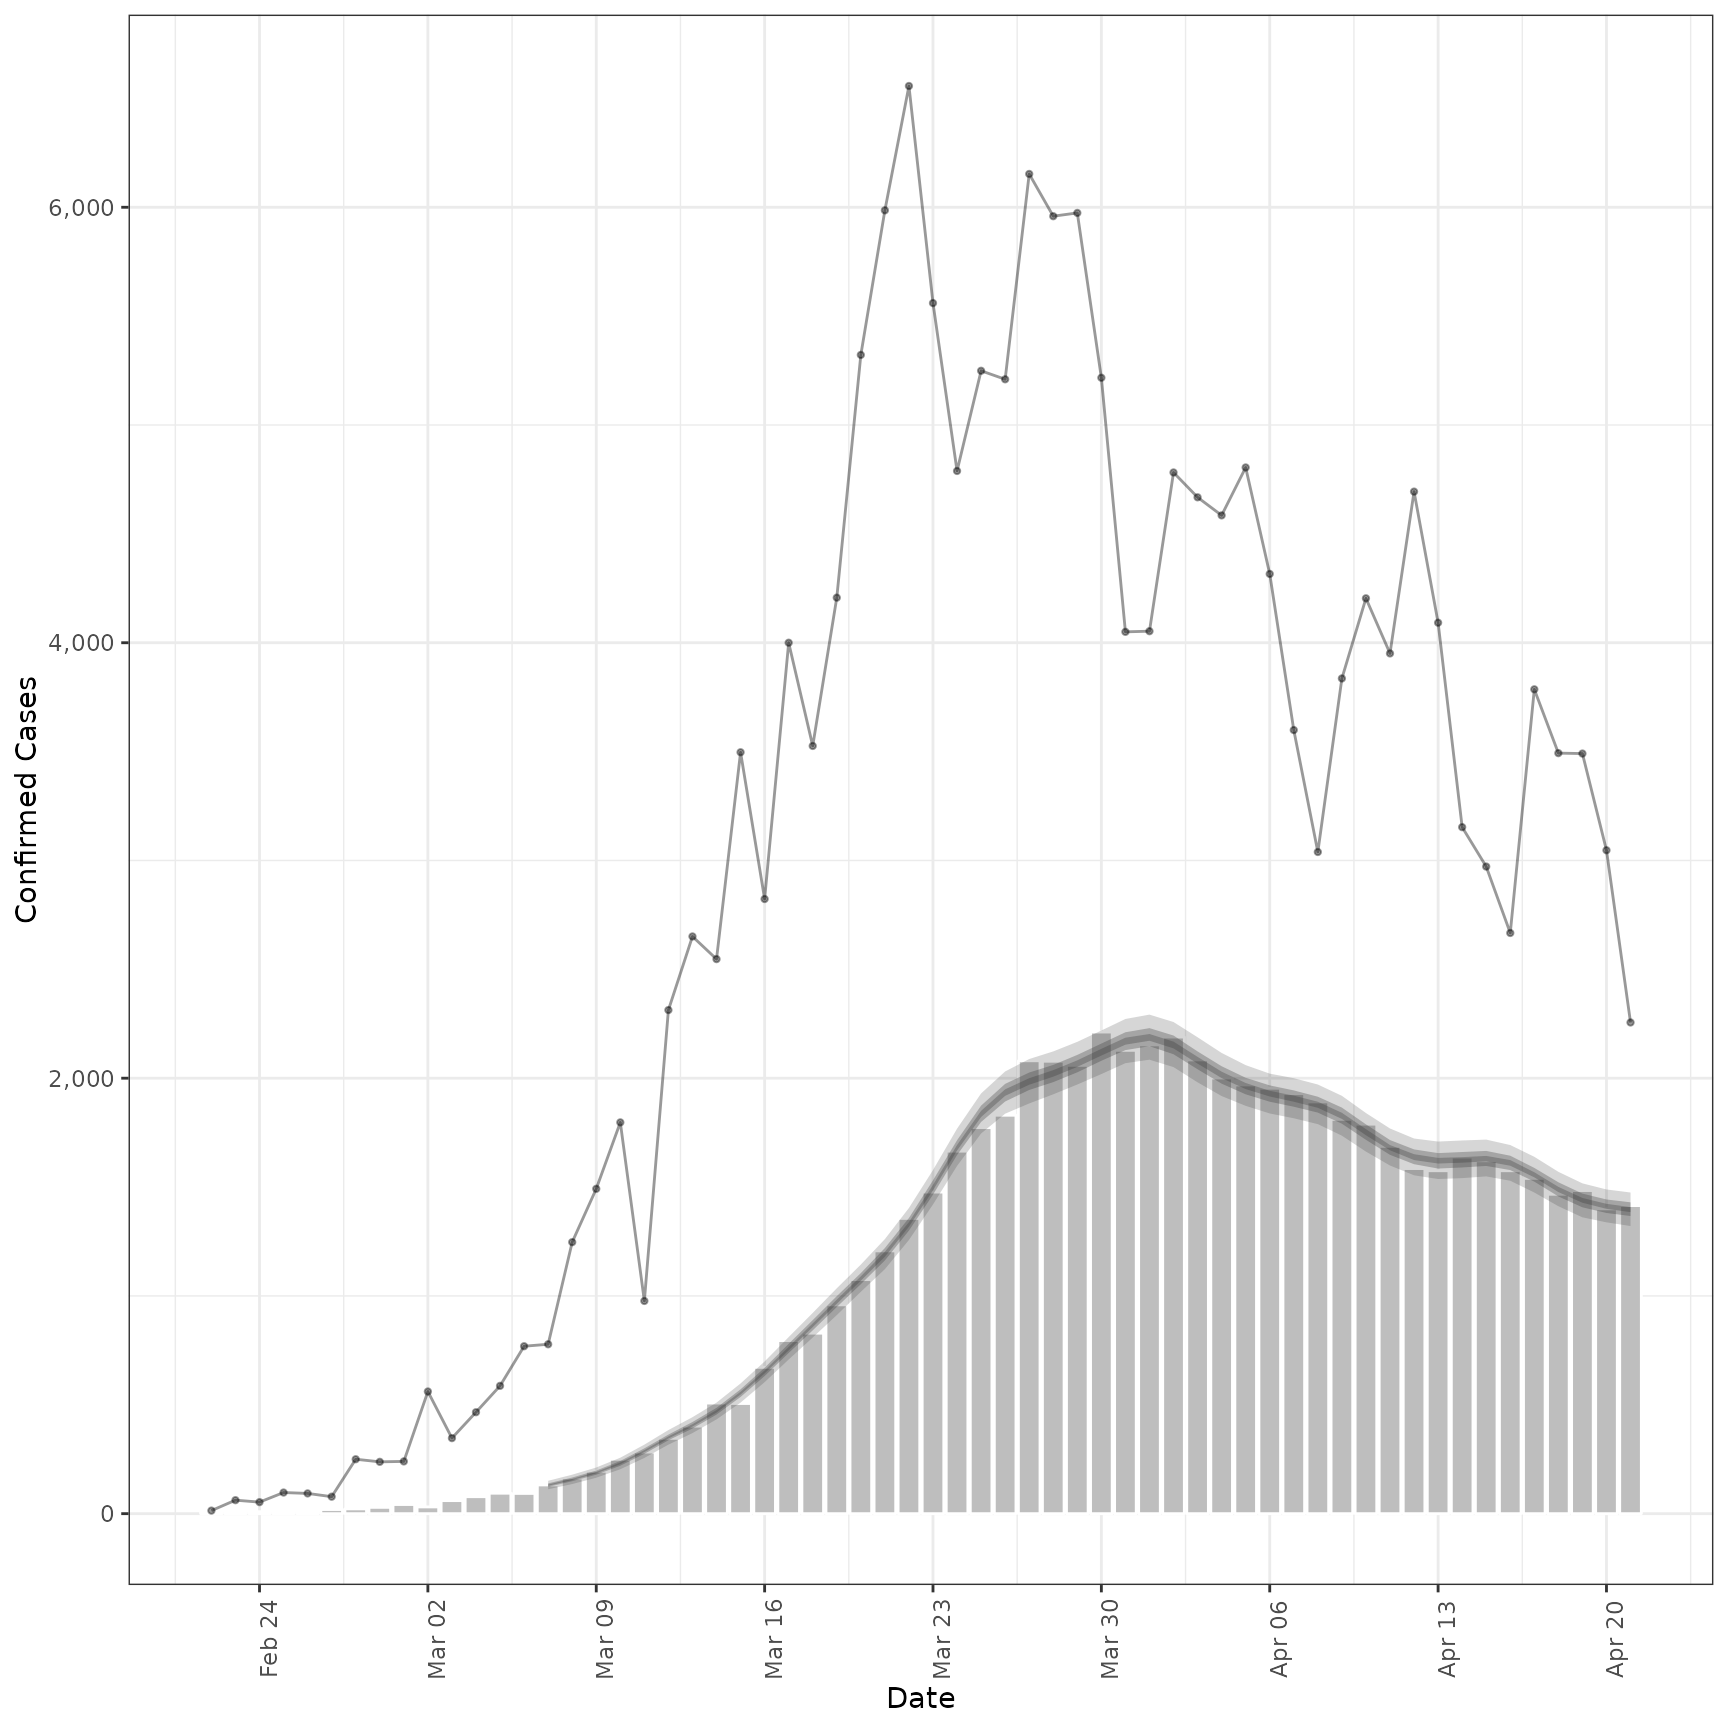 6,000
4,000
2,000
0
Confirmed Cases
Feb 24
Mar 02
Mar 09
Mar 16
Mar 23
Mar 30
Apr 06
Apr 13
Apr 20
Date